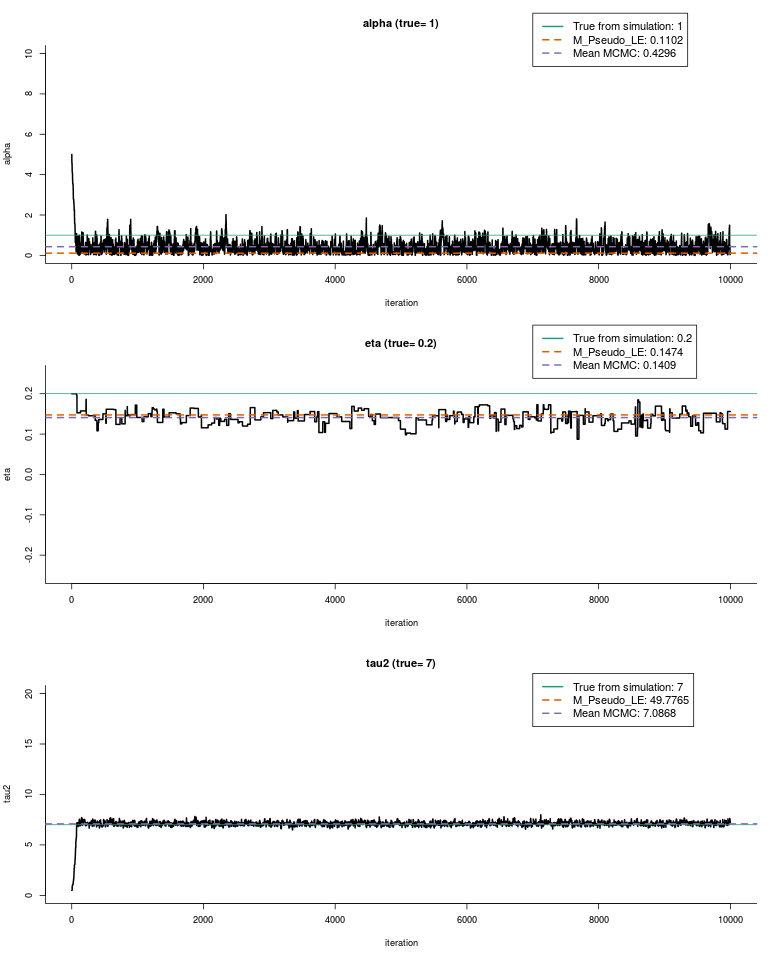 alpha (true= 1)
True from simulation: 1
M_Pseudo_LE: 0.1102
Mean MCMC: 0.4296
10
8
6
4
2
0
alpha
0 2000 4000 6000 8000 10000
iteration
eta (true= 0.2)
True from simulation: 0.2
M_Pseudo_LE: 0.1474
Mean MCMC: 0.1409
0.2
0.1
0.0
-0.1
-0.2
eta
0 2000 4000 6000 8000 10000
iteration
tau2 (true= 7)
True from simulation: 7
M_Pseudo_LE: 49.7765
Mean MCMC: 7.0868
20
15
10
5
0
tau2
0 2000 4000 6000 8000 10000
iteration